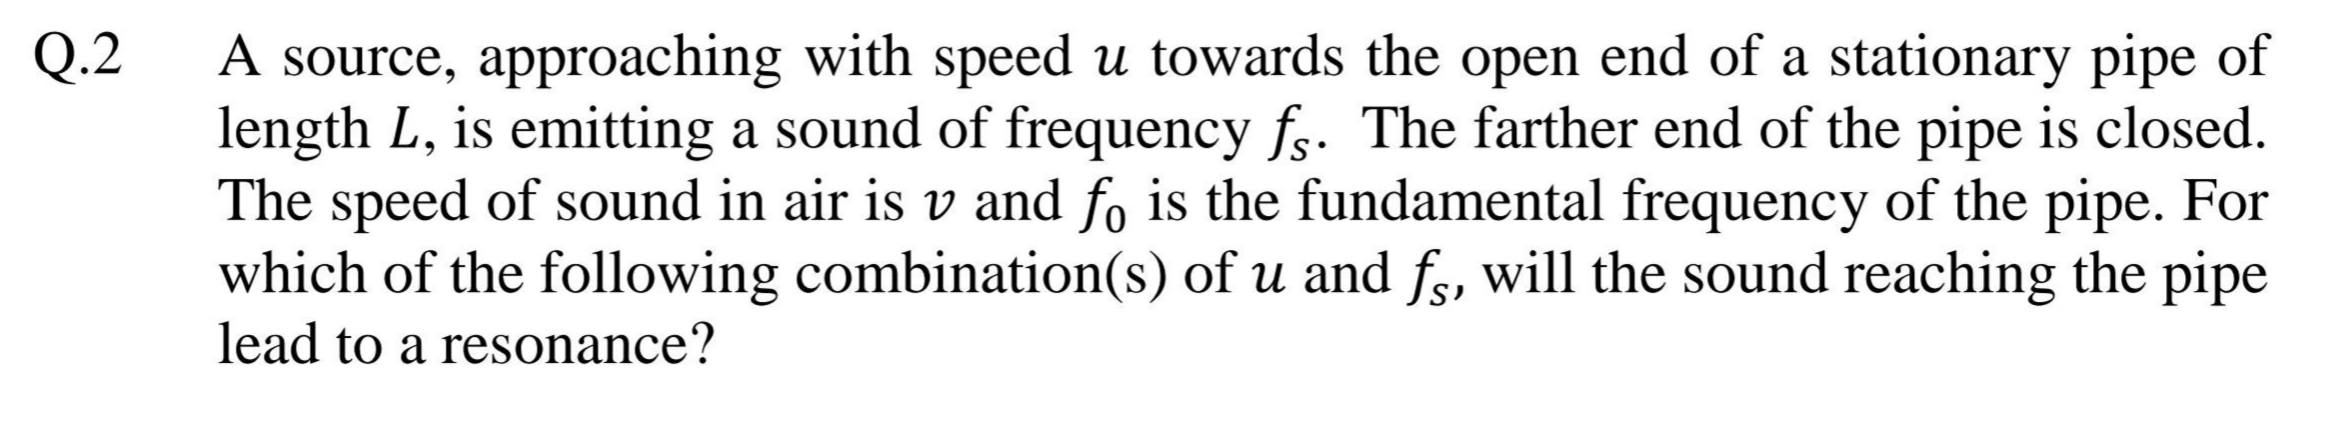 Q.2 A source, approaching with speed u towards the open end of a stationary pipe of
length L, is emitting a sound of frequency fₛ. The farther end of the pipe is closed.
The speed of sound in air is v and f₀ is the fundamental frequency of the pipe. For
which of the following combination(s) of u and fₛ, will the sound reaching the pipe
lead to a resonance?